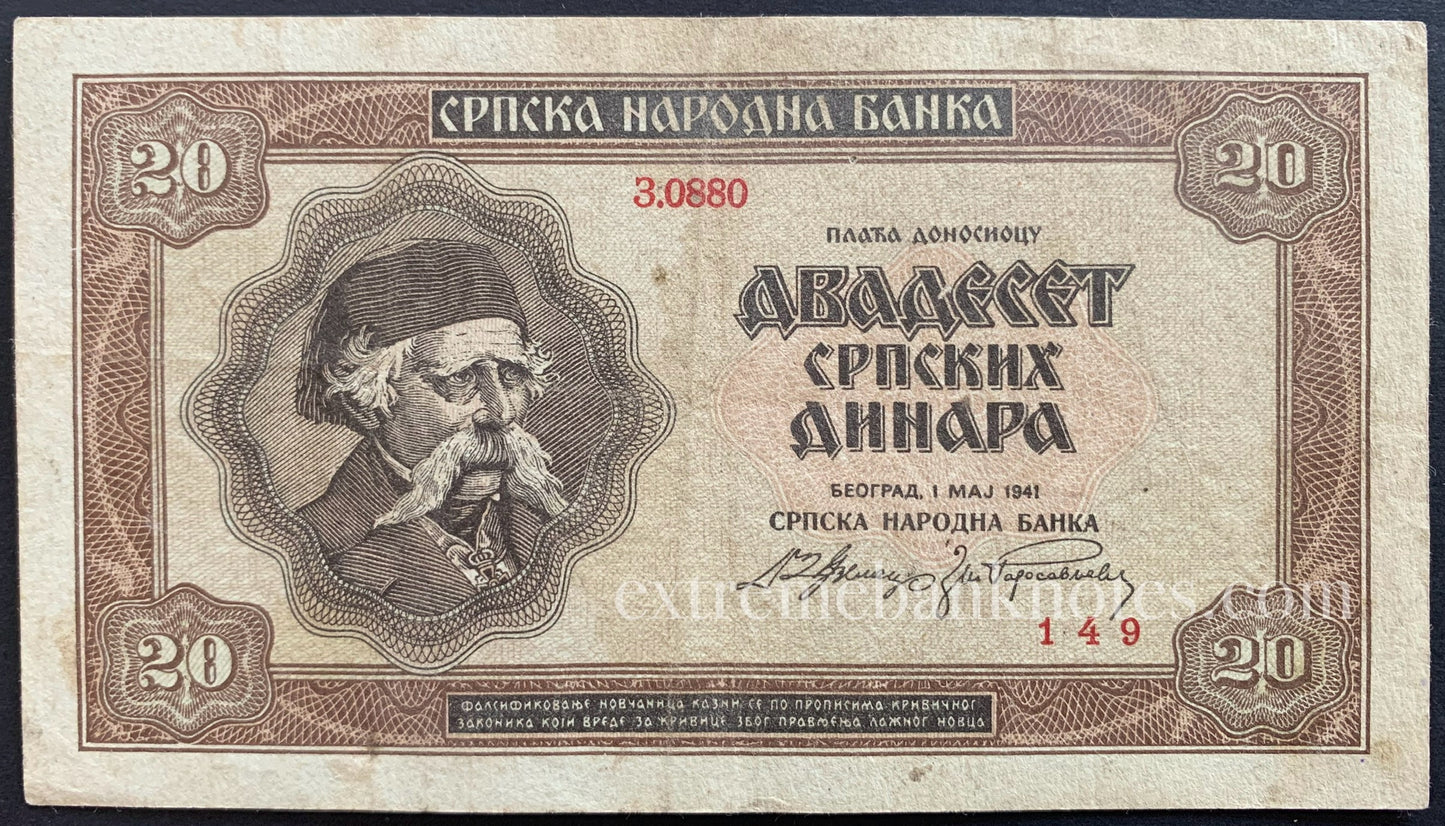 СРПСКА НАРОДНА БАНКА
20
20
З.0880
ПЛАЋА ДОНОСИОЦУ
ДВАДЕСЕТ
СРПСКИХ
ДИНАРА
БЕОГРАД, 1 МАЈ 1941
СРПСКА НАРОДНА БАНКА
extremebanknotes.com
149
20
20
ФАЛСИФИКОВАЊЕ НОВЧАНИЦА КАЗНИ СЕ ПО ПРОПИСИМА КРИВИЧНОГ
ЗАКОНИКА КОЈИ ВРЕДЕ ЗА КРИВИЦЕ ЗБОГ ПРАВЉЕЊА ЛАЖНОГ НОВЦА